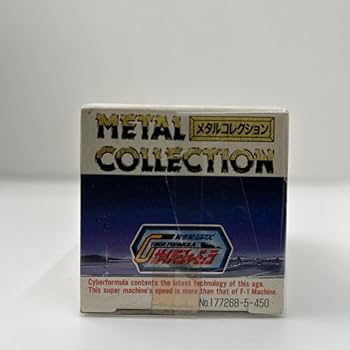 METAL
メタルコレクション
COLLECTION
新世紀GPX
CYBER FORMULA
サイバーフォーミュラ
Cyberformula contents the latest technology of this age.
This super machine's speed is more than that of F-1 Machine.
No.177268-5-450